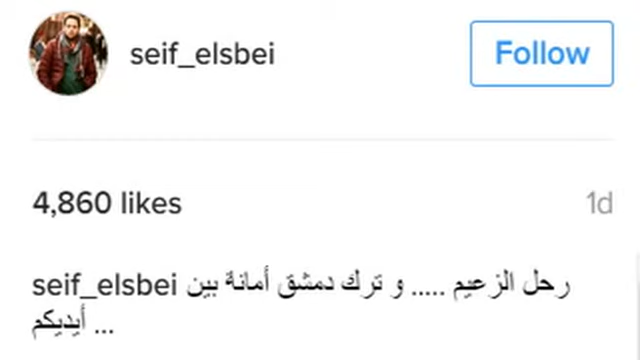 seif_elsbei
Follow
4,860 likes
1d
seif_elsbei رحل الزعيم ..... و ترك دمشق أمانة بين
أيديكم ...